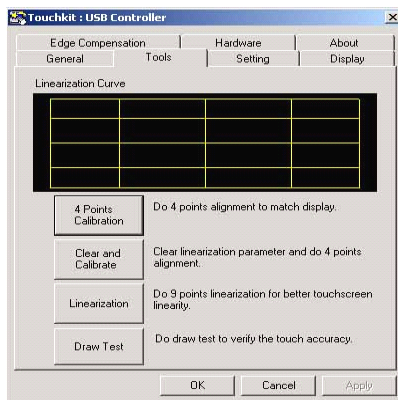 Touchkit : USB Controller
Edge Compensation Hardware About
General Tools Setting Display
Linearization Curve
4 Points
Calibration
Do 4 points alignment to match display.
Clear and
Calibrate
Clear linearization parameter and do 4 points
alignment.
Linearization
Do 9 points linearization for better touchscreen
linearity.
Draw Test
Do draw test to verify the touch accuracy.
OK Cancel Apply